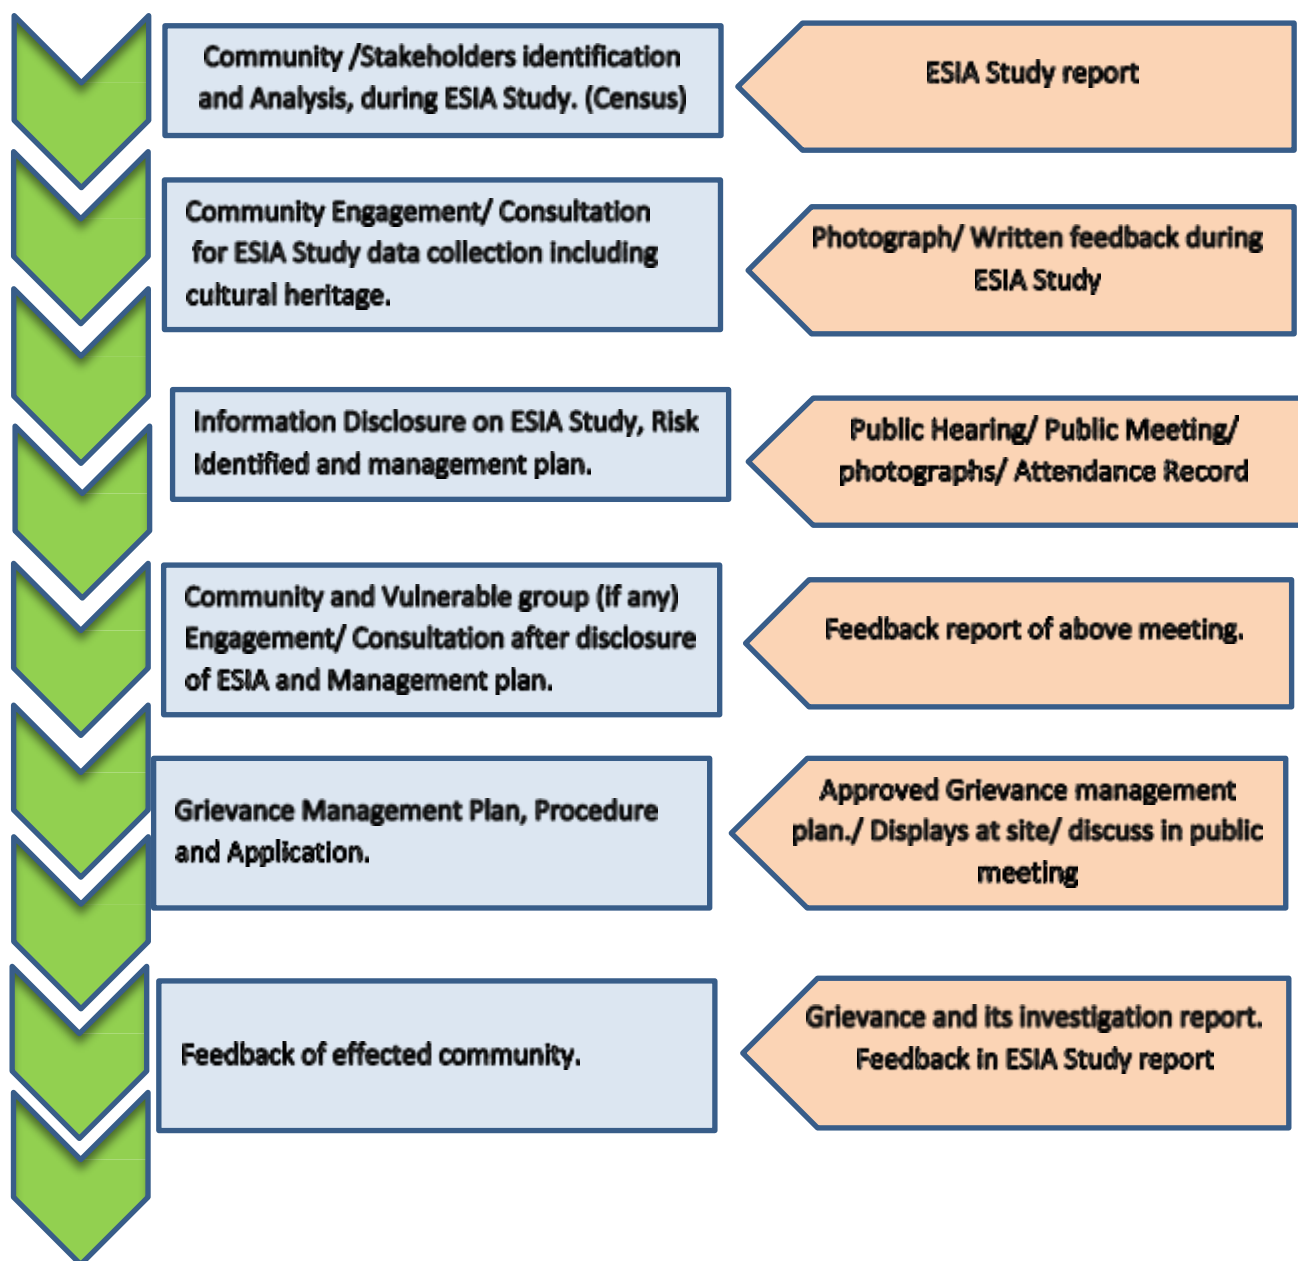 Community /Stakeholders identification
and Analysis, during ESIA Study. (Census)
ESIA Study report
Community Engagement/ Consultation
for ESIA Study data collection including
cultural heritage.
Photograph/ Written feedback during
ESIA Study
Information Disclosure on ESIA Study, Risk
Identified and management plan.
Public Hearing/ Public Meeting/
photographs/ Attendance Record
Community and Vulnerable group (if any)
Engagement/ Consultation after disclosure
of ESIA and Management plan.
Feedback report of above meeting.
Grievance Management Plan, Procedure
and Application.
Approved Grievance management
plan./ Displays at site/ discuss in public
meeting
Feedback of effected community.
Grievance and its investigation report.
Feedback in ESIA Study report